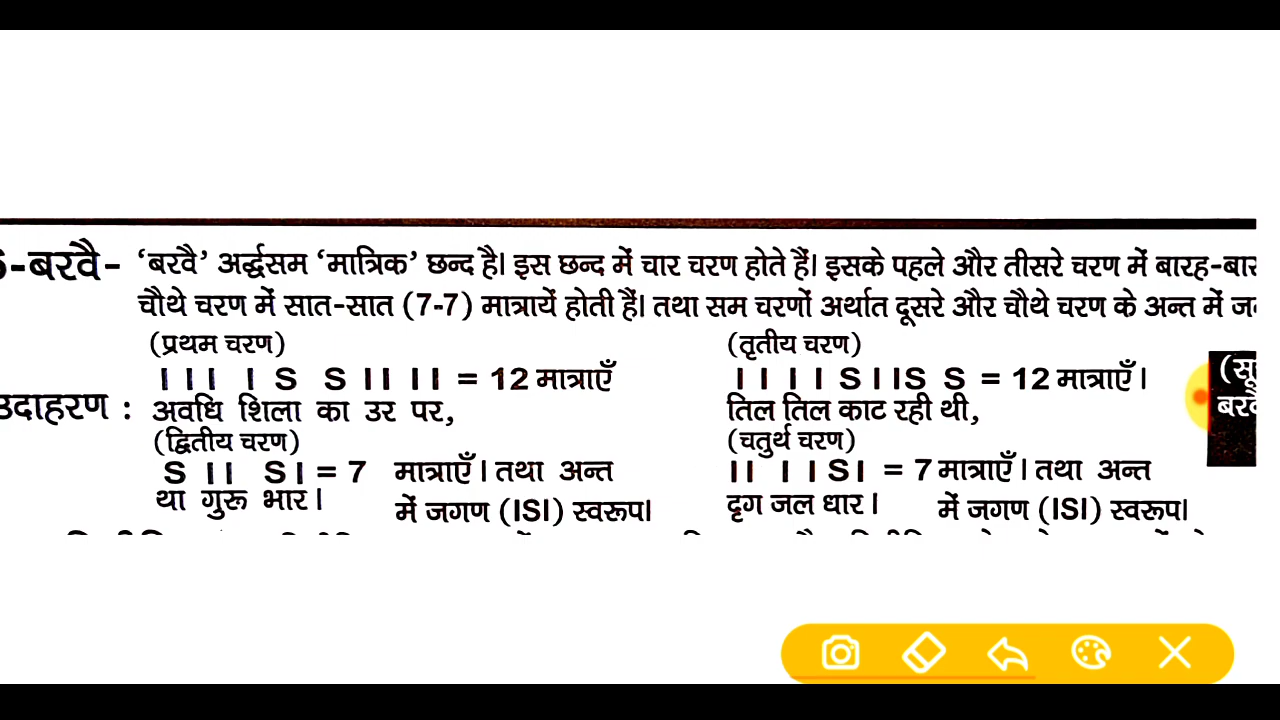 -बरवै- ‘बरवै’ अर्द्धसम ‘मात्रिक’ छन्द है। इस छन्द में चार चरण होते हैं। इसके पहले और तीसरे चरण में बारह-बार
चौथे चरण में सात-सात (7-7) मात्रायें होती हैं। तथा सम चरणों अर्थात दूसरे और चौथे चरण के अन्त में ज
(प्रथम चरण) (तृतीय चरण)
I I I I S S I I I I = 12 मात्राएँ I I I I S I I S S = 12 मात्राएँ।
उदाहरण : अवधि शिला का उर पर, तिल तिल काट रही थी,
(द्वितीय चरण) (चतुर्थ चरण)
S I I S I = 7 मात्राएँ। तथा अन्त I I I I S I = 7 मात्राएँ। तथा अन्त
था गुरू भार। में जगण (ISI) स्वरूप। दृग जल धार। में जगण (ISI) स्वरूप।
(सू
बरवै